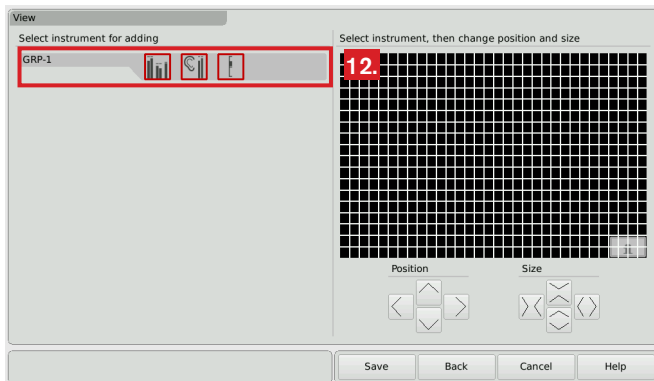 View
Select instrument for adding
Select instrument, then change position and size
GRP-1
12.
Position
Size
Save
Back
Cancel
Help